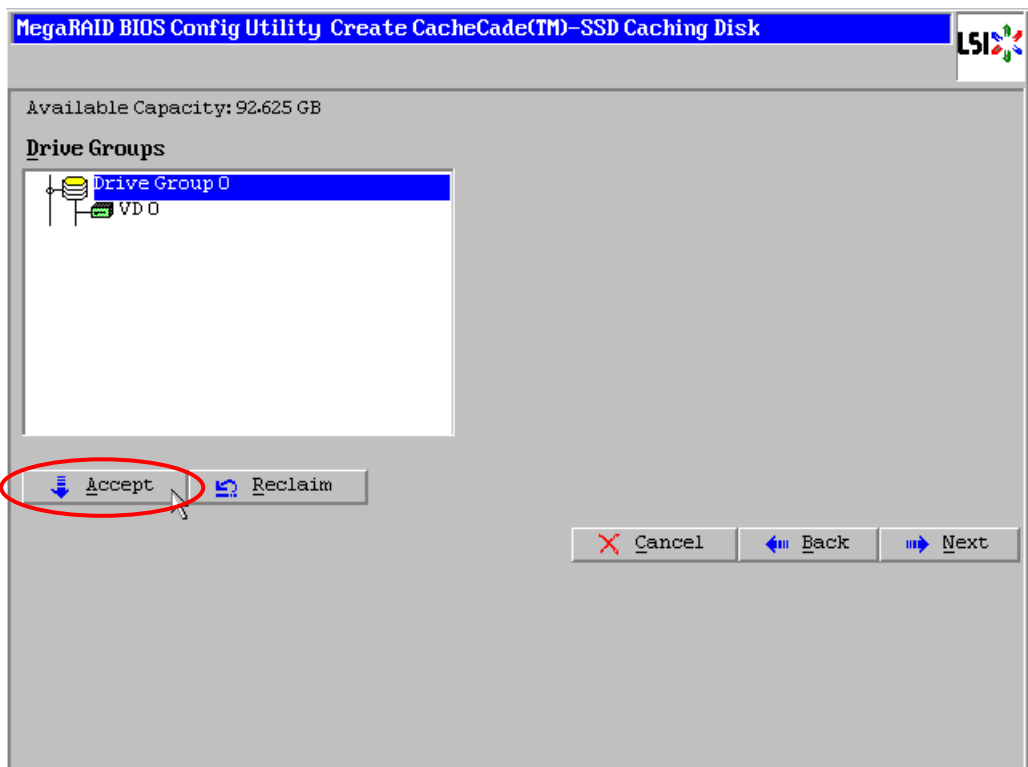 MegaRAID BIOS Config Utility Create CacheCade(TM)-SSD Caching Disk
LSI
Available Capacity: 92.625 GB
Drive Groups
Drive Group 0
VD 0
Accept
Reclaim
Cancel
Back
Next